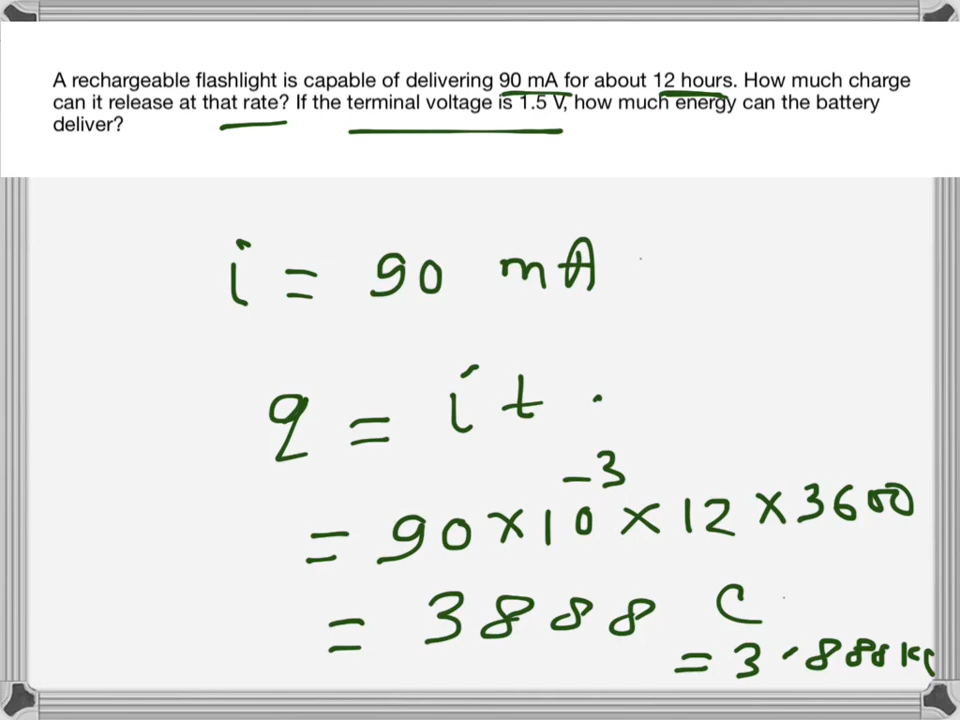 A rechargeable flashlight is capable of delivering 90 mA for about 12 hours. How much charge
can it release at that rate? If the terminal voltage is 1.5 V, how much energy can the battery
deliver?
i = 90 mA
q = it .
= 90 × 10⁻³ × 12 × 3600
= 3888 C
= 3.888 kC